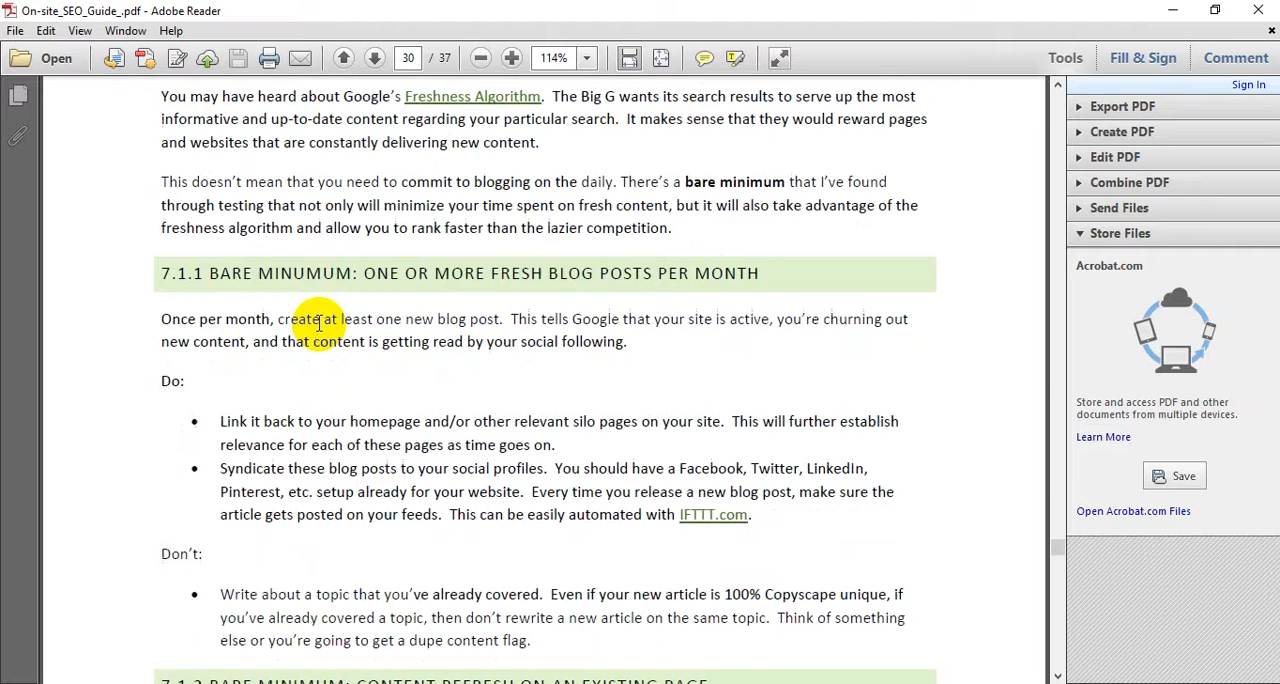 On-site_SEO_Guide_.pdf - Adobe Reader
File Edit View Window Help
Open 30 / 37 114% Tools Fill & Sign Comment
Sign In
You may have heard about Google's Freshness Algorithm. The Big G wants its search results to serve up the most
informative and up-to-date content regarding your particular search. It makes sense that they would reward pages
and websites that are constantly delivering new content.
This doesn't mean that you need to commit to blogging on the daily. There's a bare minimum that I've found
through testing that not only will minimize your time spent on fresh content, but it will also take advantage of the
freshness algorithm and allow you to rank faster than the lazier competition.
7.1.1 BARE MINUMUM: ONE OR MORE FRESH BLOG POSTS PER MONTH
Once per month, create at least one new blog post. This tells Google that your site is active, you're churning out
new content, and that content is getting read by your social following.
Do:
• Link it back to your homepage and/or other relevant silo pages on your site. This will further establish
relevance for each of these pages as time goes on.
• Syndicate these blog posts to your social profiles. You should have a Facebook, Twitter, LinkedIn,
Pinterest, etc. setup already for your website. Every time you release a new blog post, make sure the
article gets posted on your feeds. This can be easily automated with IFTTT.com.
Don't:
• Write about a topic that you've already covered. Even if your new article is 100% Copyscape unique, if
you've already covered a topic, then don't rewrite a new article on the same topic. Think of something
else or you're going to get a dupe content flag.
7.1.2 BARE MINIMUM: CONTENT REFRESH ON AN EXISTING PAGE
Export PDF
Create PDF
Edit PDF
Combine PDF
Send Files
Store Files
Acrobat.com
Store and access PDF and other
documents from multiple devices.
Learn More
Save
Open Acrobat.com Files